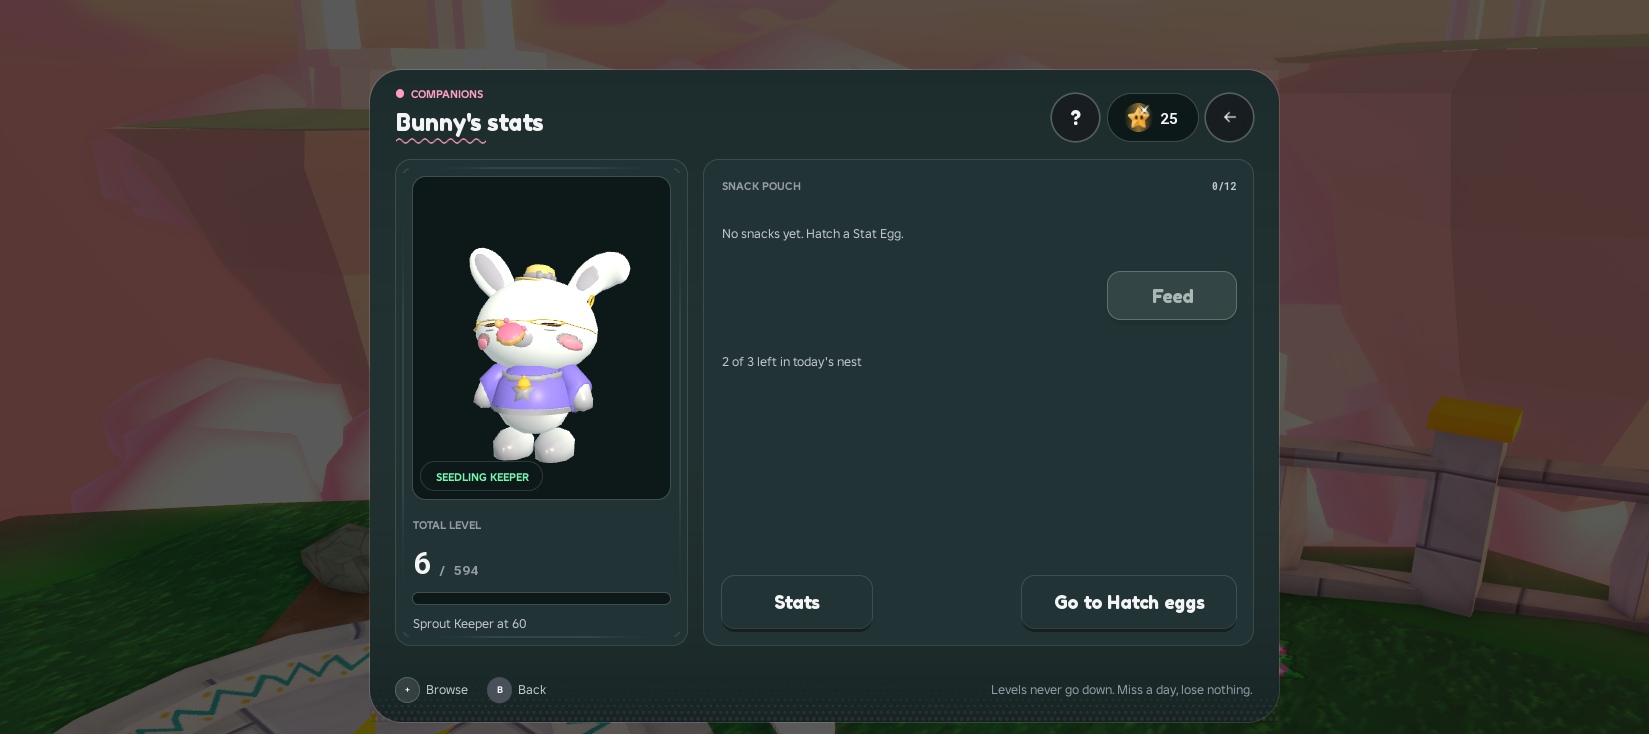 COMPANIONS
Bunny's stats
?
25
←
SEEDLING KEEPER
TOTAL LEVEL
6 / 594
Sprout Keeper at 60
SNACK POUCH
0/12
No snacks yet. Hatch a Stat Egg.
Feed
2 of 3 left in today's nest
Stats
Go to Hatch eggs
+ Browse
B Back
Levels never go down. Miss a day, lose nothing.